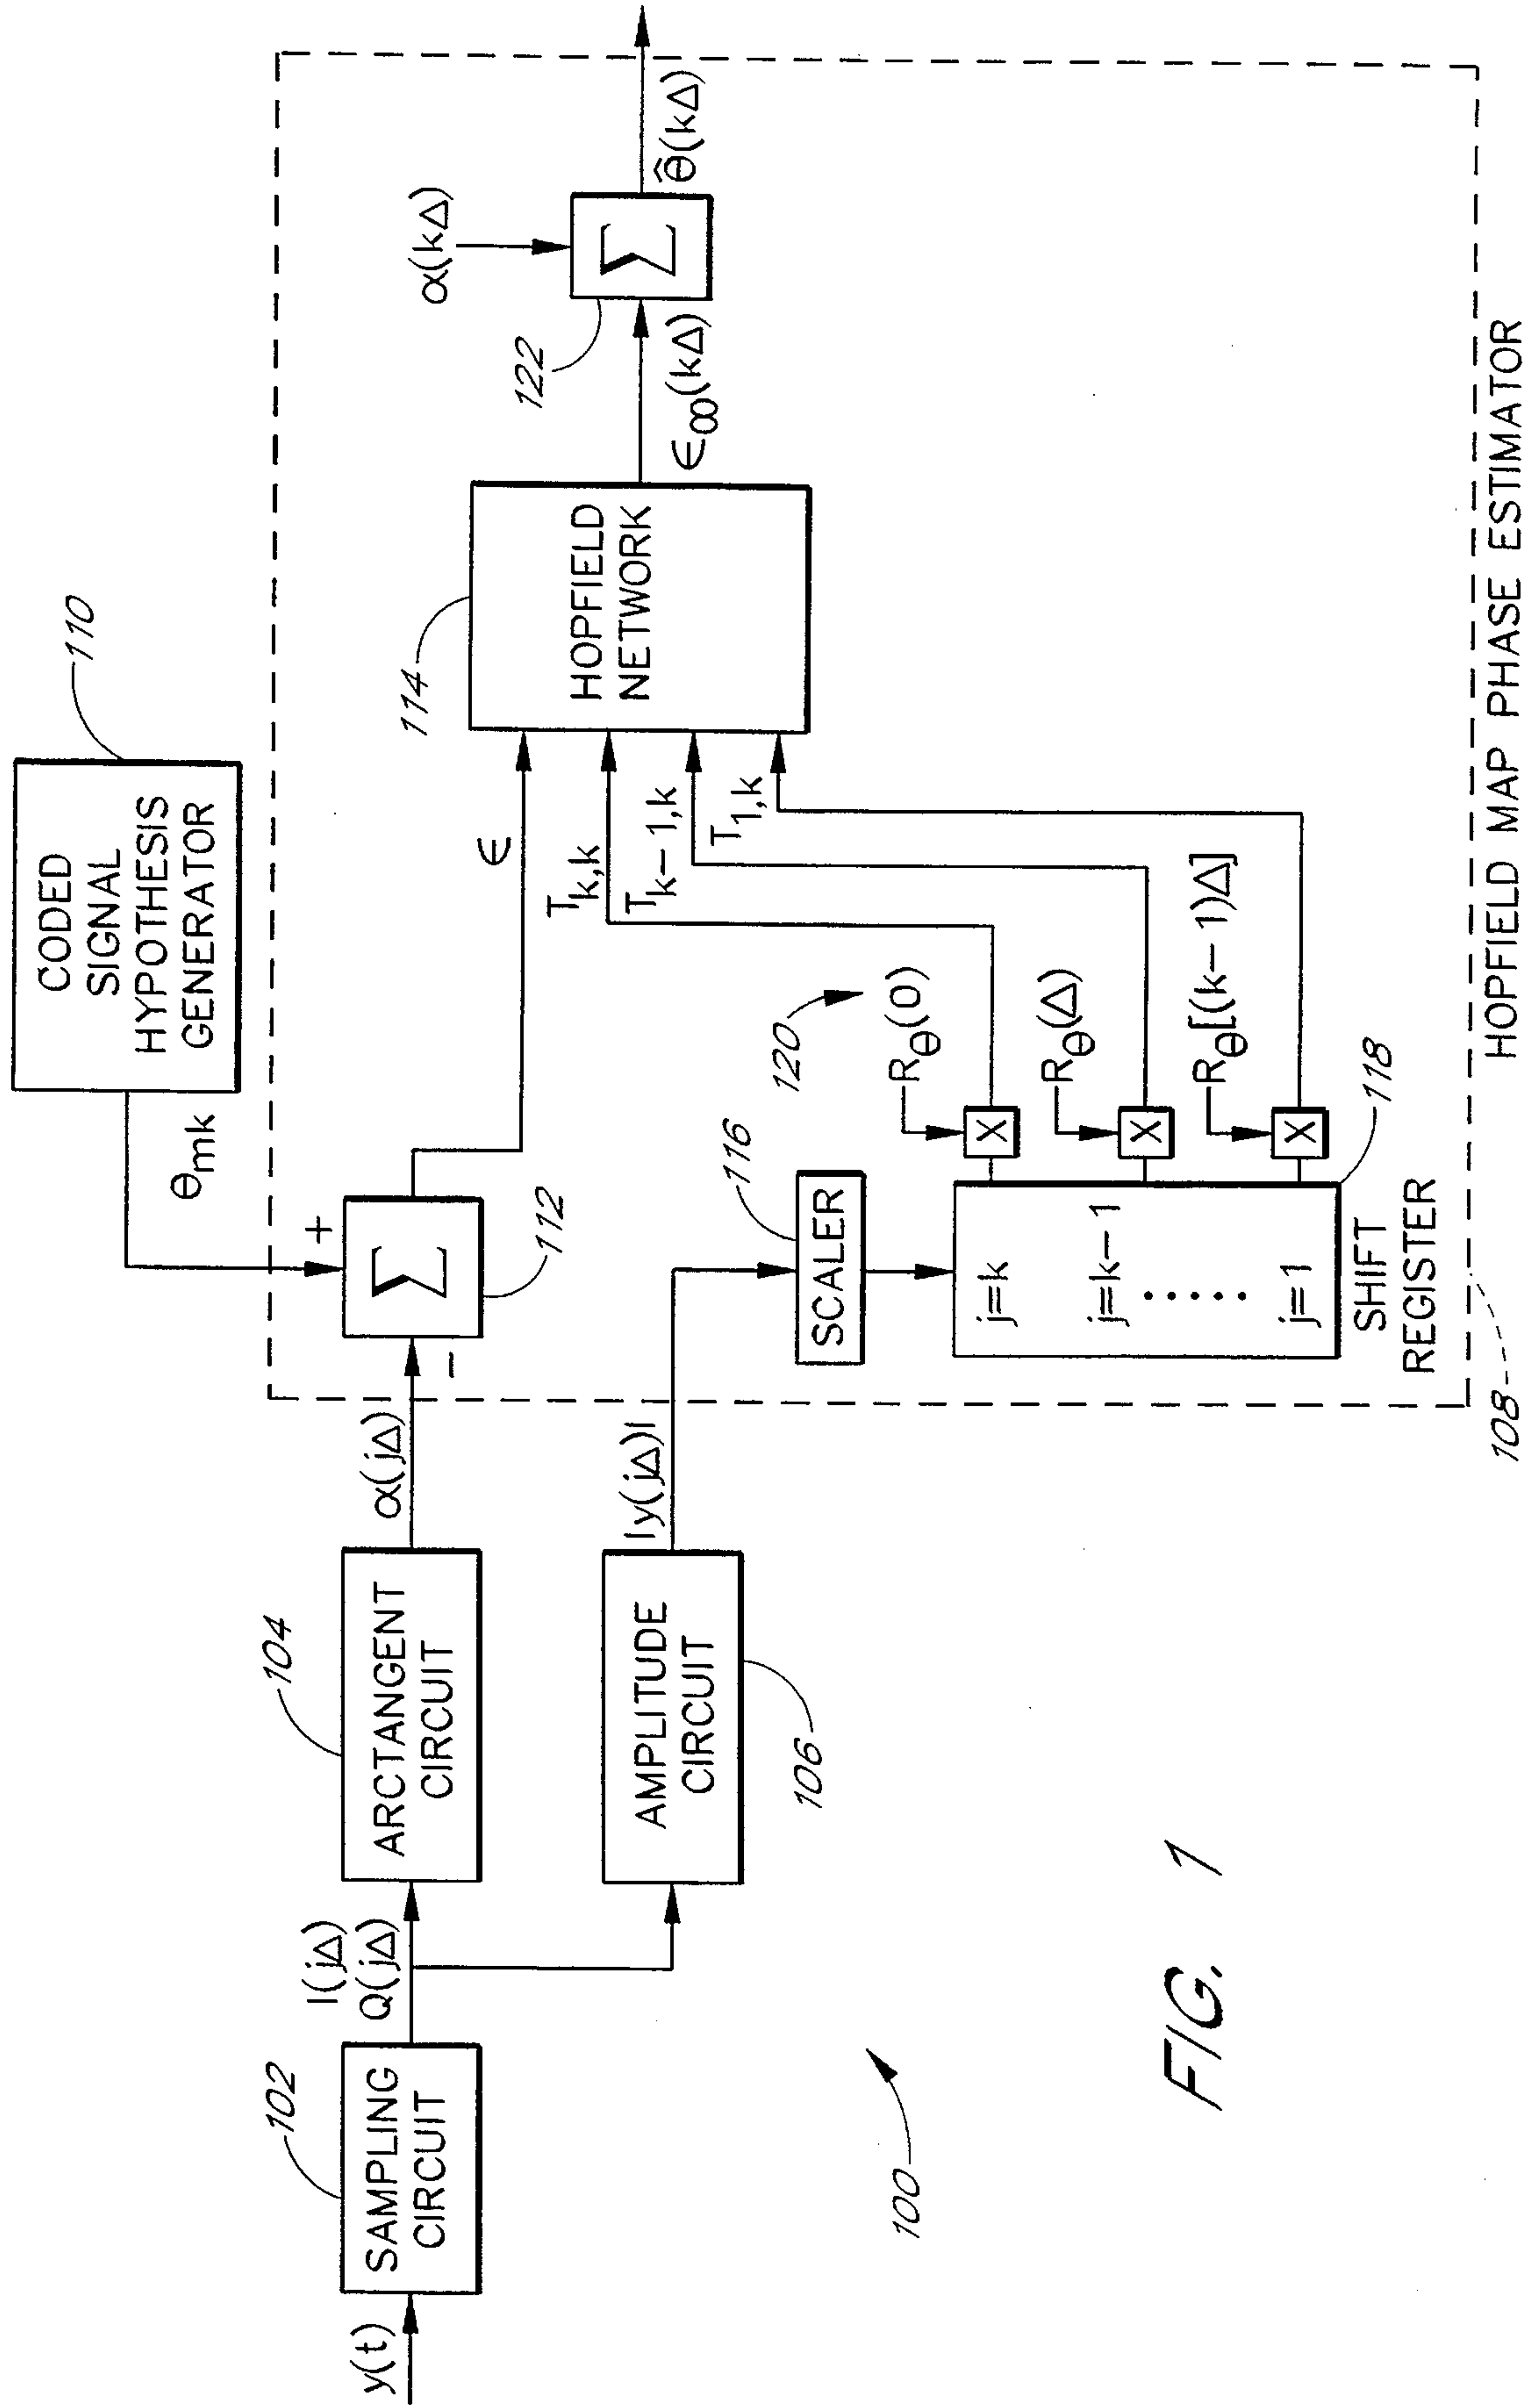 y(t)
102
SAMPLING
CIRCUIT
I(jΔ)
Q(jΔ)
104
ARCTANGENT
CIRCUIT
α(jΔ)
AMPLITUDE
CIRCUIT
106
|y(jΔ)|
CODED
SIGNAL
HYPOTHESIS
GENERATOR
110
θmk
+
−
Σ
112
ϵ
116
SCALER
j=k
j=k−1
.....
j=1
SHIFT
REGISTER
118
120
Rθ(0)
X
Rθ(Δ)
X
Rθ[(k−1)Δ]
X
Tk,k
Tk−1,k
T1,k
114
HOPFIELD
NETWORK
ϵ∞(kΔ)
122
α(kΔ)
Σ
θ̂(kΔ)
108
HOPFIELD MAP PHASE ESTIMATOR
100
FIG. 1